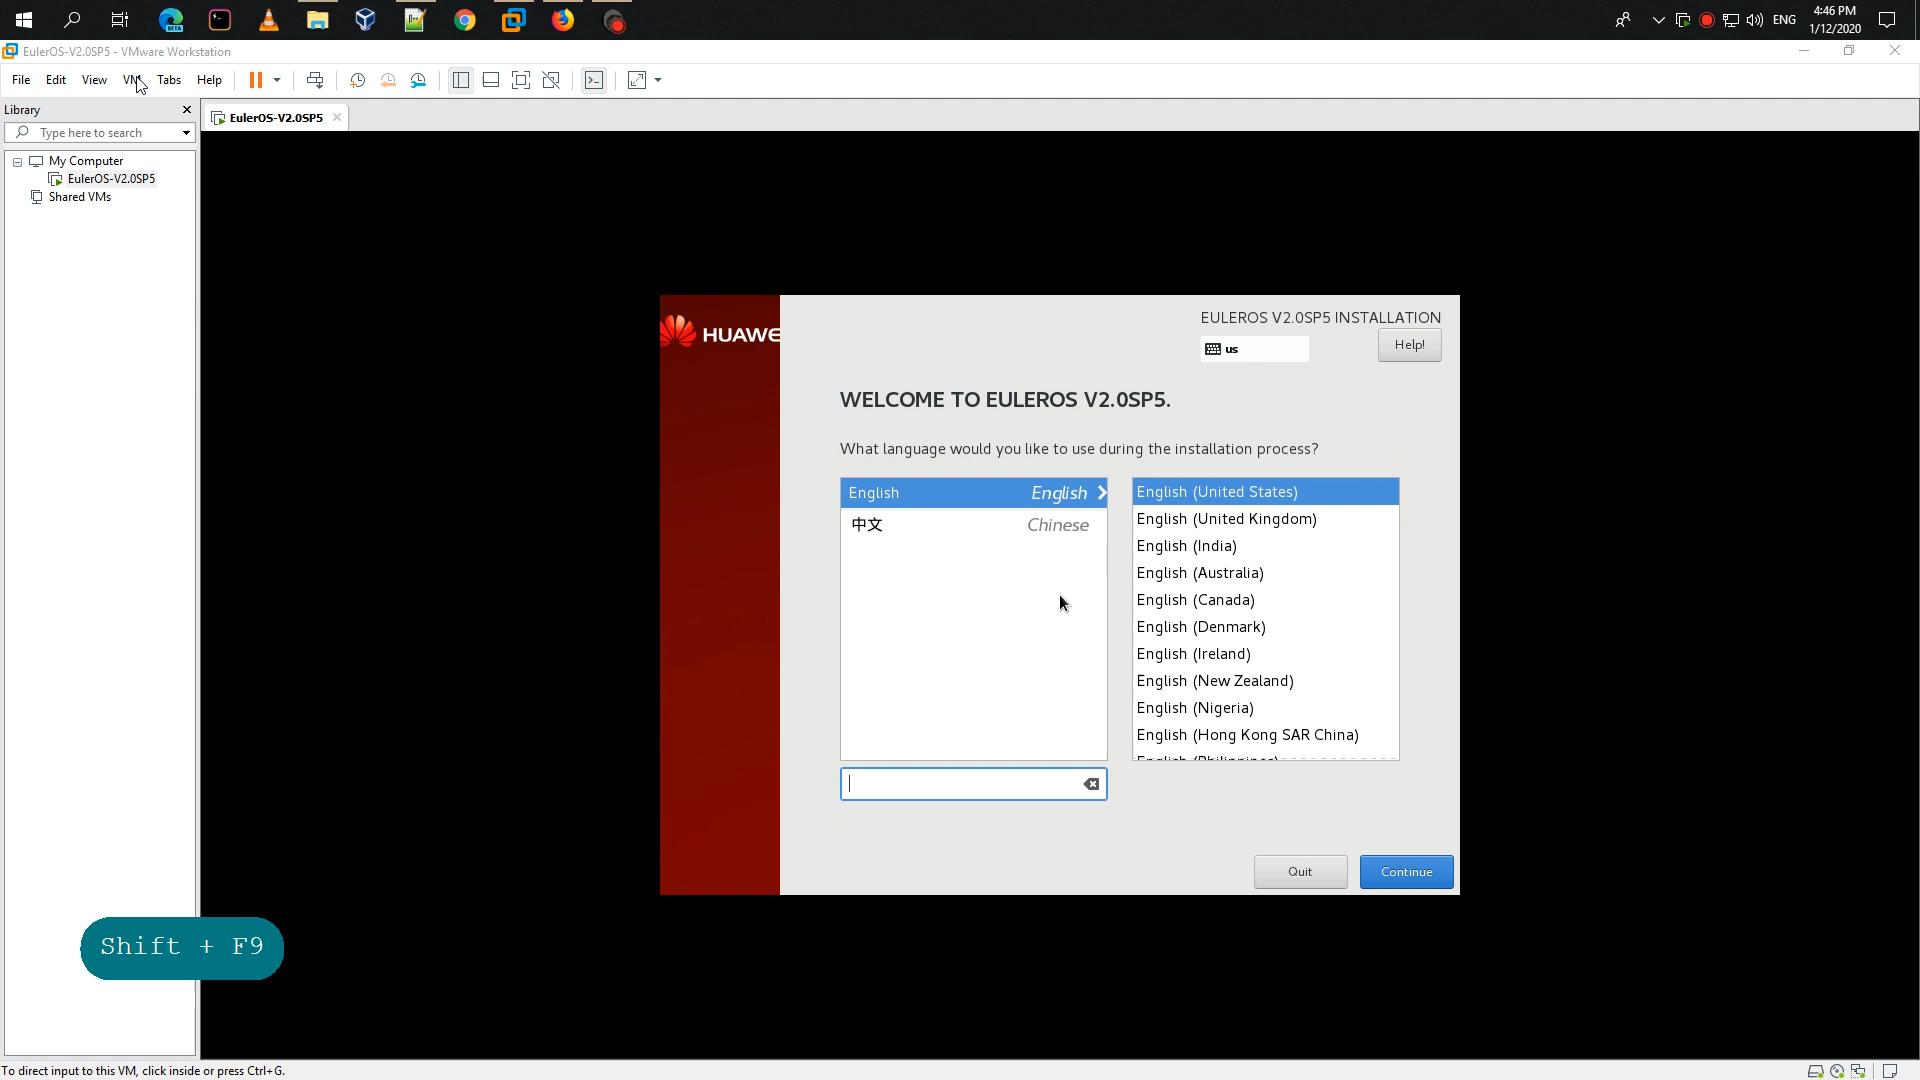 4:46 PM
ENG
1/12/2020
EulerOS-V2.0SP5 - VMware Workstation
File Edit View VM Tabs Help
Library
EulerOS-V2.0SP5
Type here to search
My Computer
EulerOS-V2.0SP5
Shared VMs
HUAWE
EULEROS V2.0SP5 INSTALLATION
us
Help!
WELCOME TO EULEROS V2.0SP5.
What language would you like to use during the installation process?
English English
中文 Chinese
English (United States)
English (United Kingdom)
English (India)
English (Australia)
English (Canada)
English (Denmark)
English (Ireland)
English (New Zealand)
English (Nigeria)
English (Hong Kong SAR China)
English (Philippines)
Quit
Continue
Shift + F9
To direct input to this VM, click inside or press Ctrl+G.